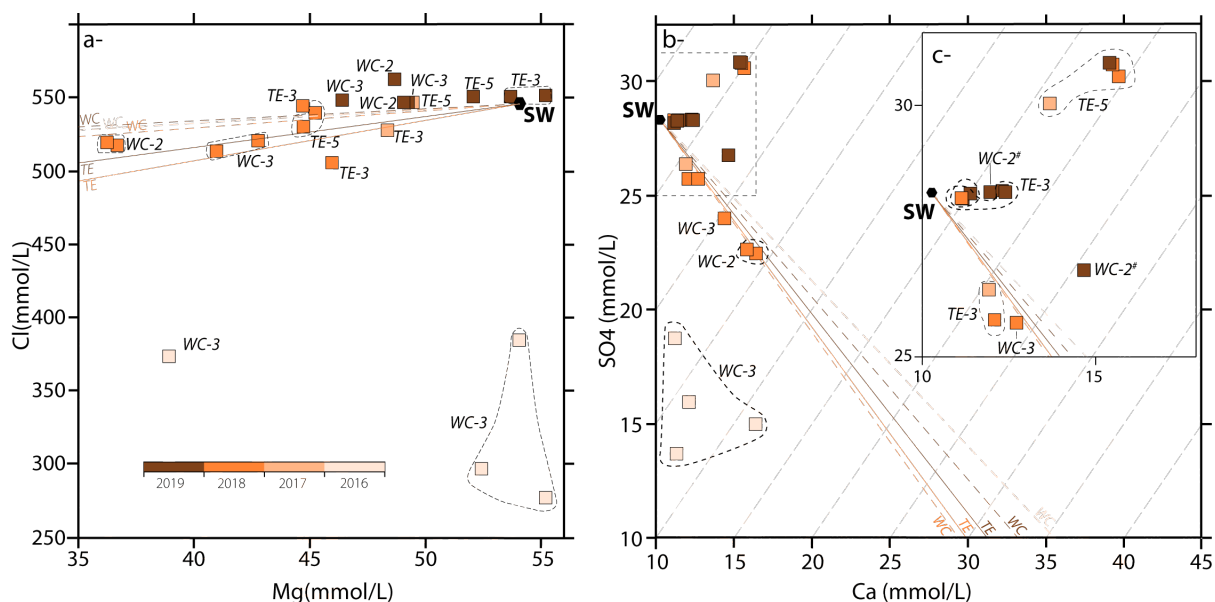 a-
550
500
450
400
350
300
250
Cl(mmol/L)
35
40
45
50
55
Mg(mmol/L)
WC-2
WC-3
WC-3
TE-5
TE-3
TE-3
WC-2
TE-5
SW
WC
WC
WC
WC-2
TE-5
TE-3
WC-3
TE-3
TE
TE
WC-3
WC-3
2019
2018
2017
2016
b-
30
25
20
15
10
SO4 (mmol/L)
10
15
20
25
30
35
40
45
Ca (mmol/L)
SW
WC-3
WC-2
WC-3
WC
TE
TE
WC
c-
30
25
10
15
TE-5
WC-2#
TE-3
SW
WC-2#
TE-3
WC-3